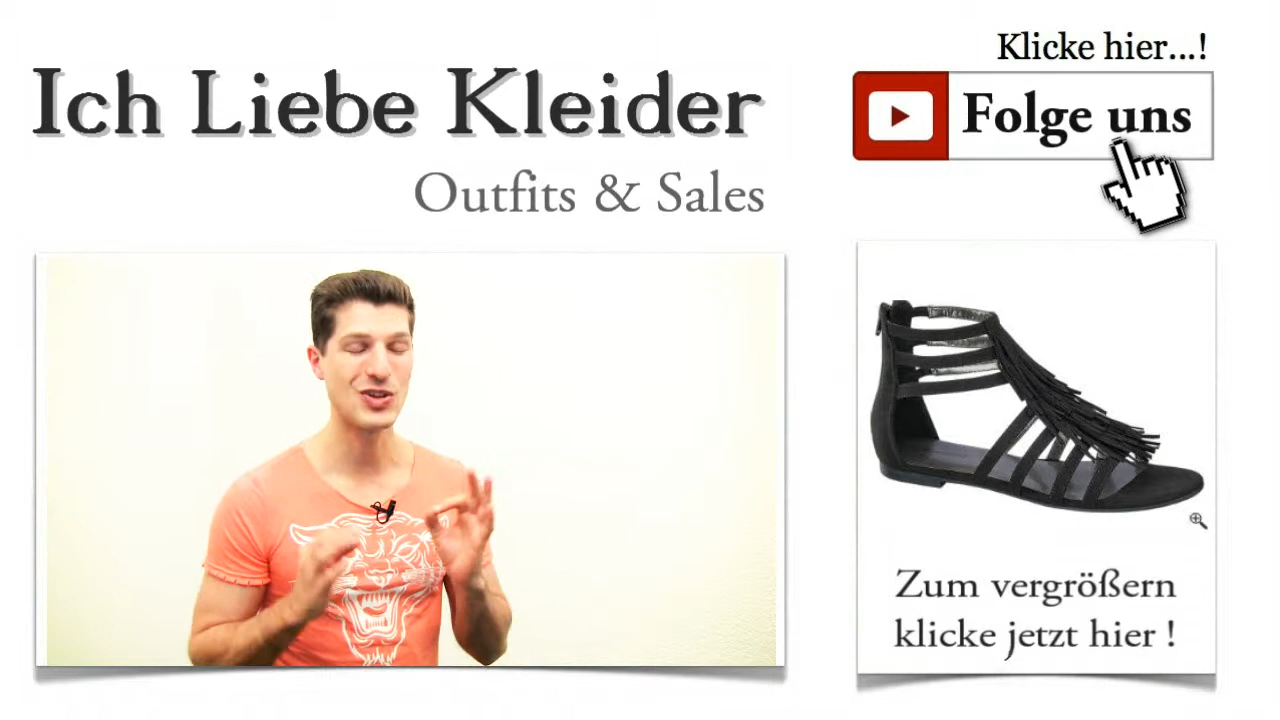 Ich Liebe Kleider
Outfits & Sales
Klicke hier...!
Folge uns
Zum vergrößern
klicke jetzt hier !